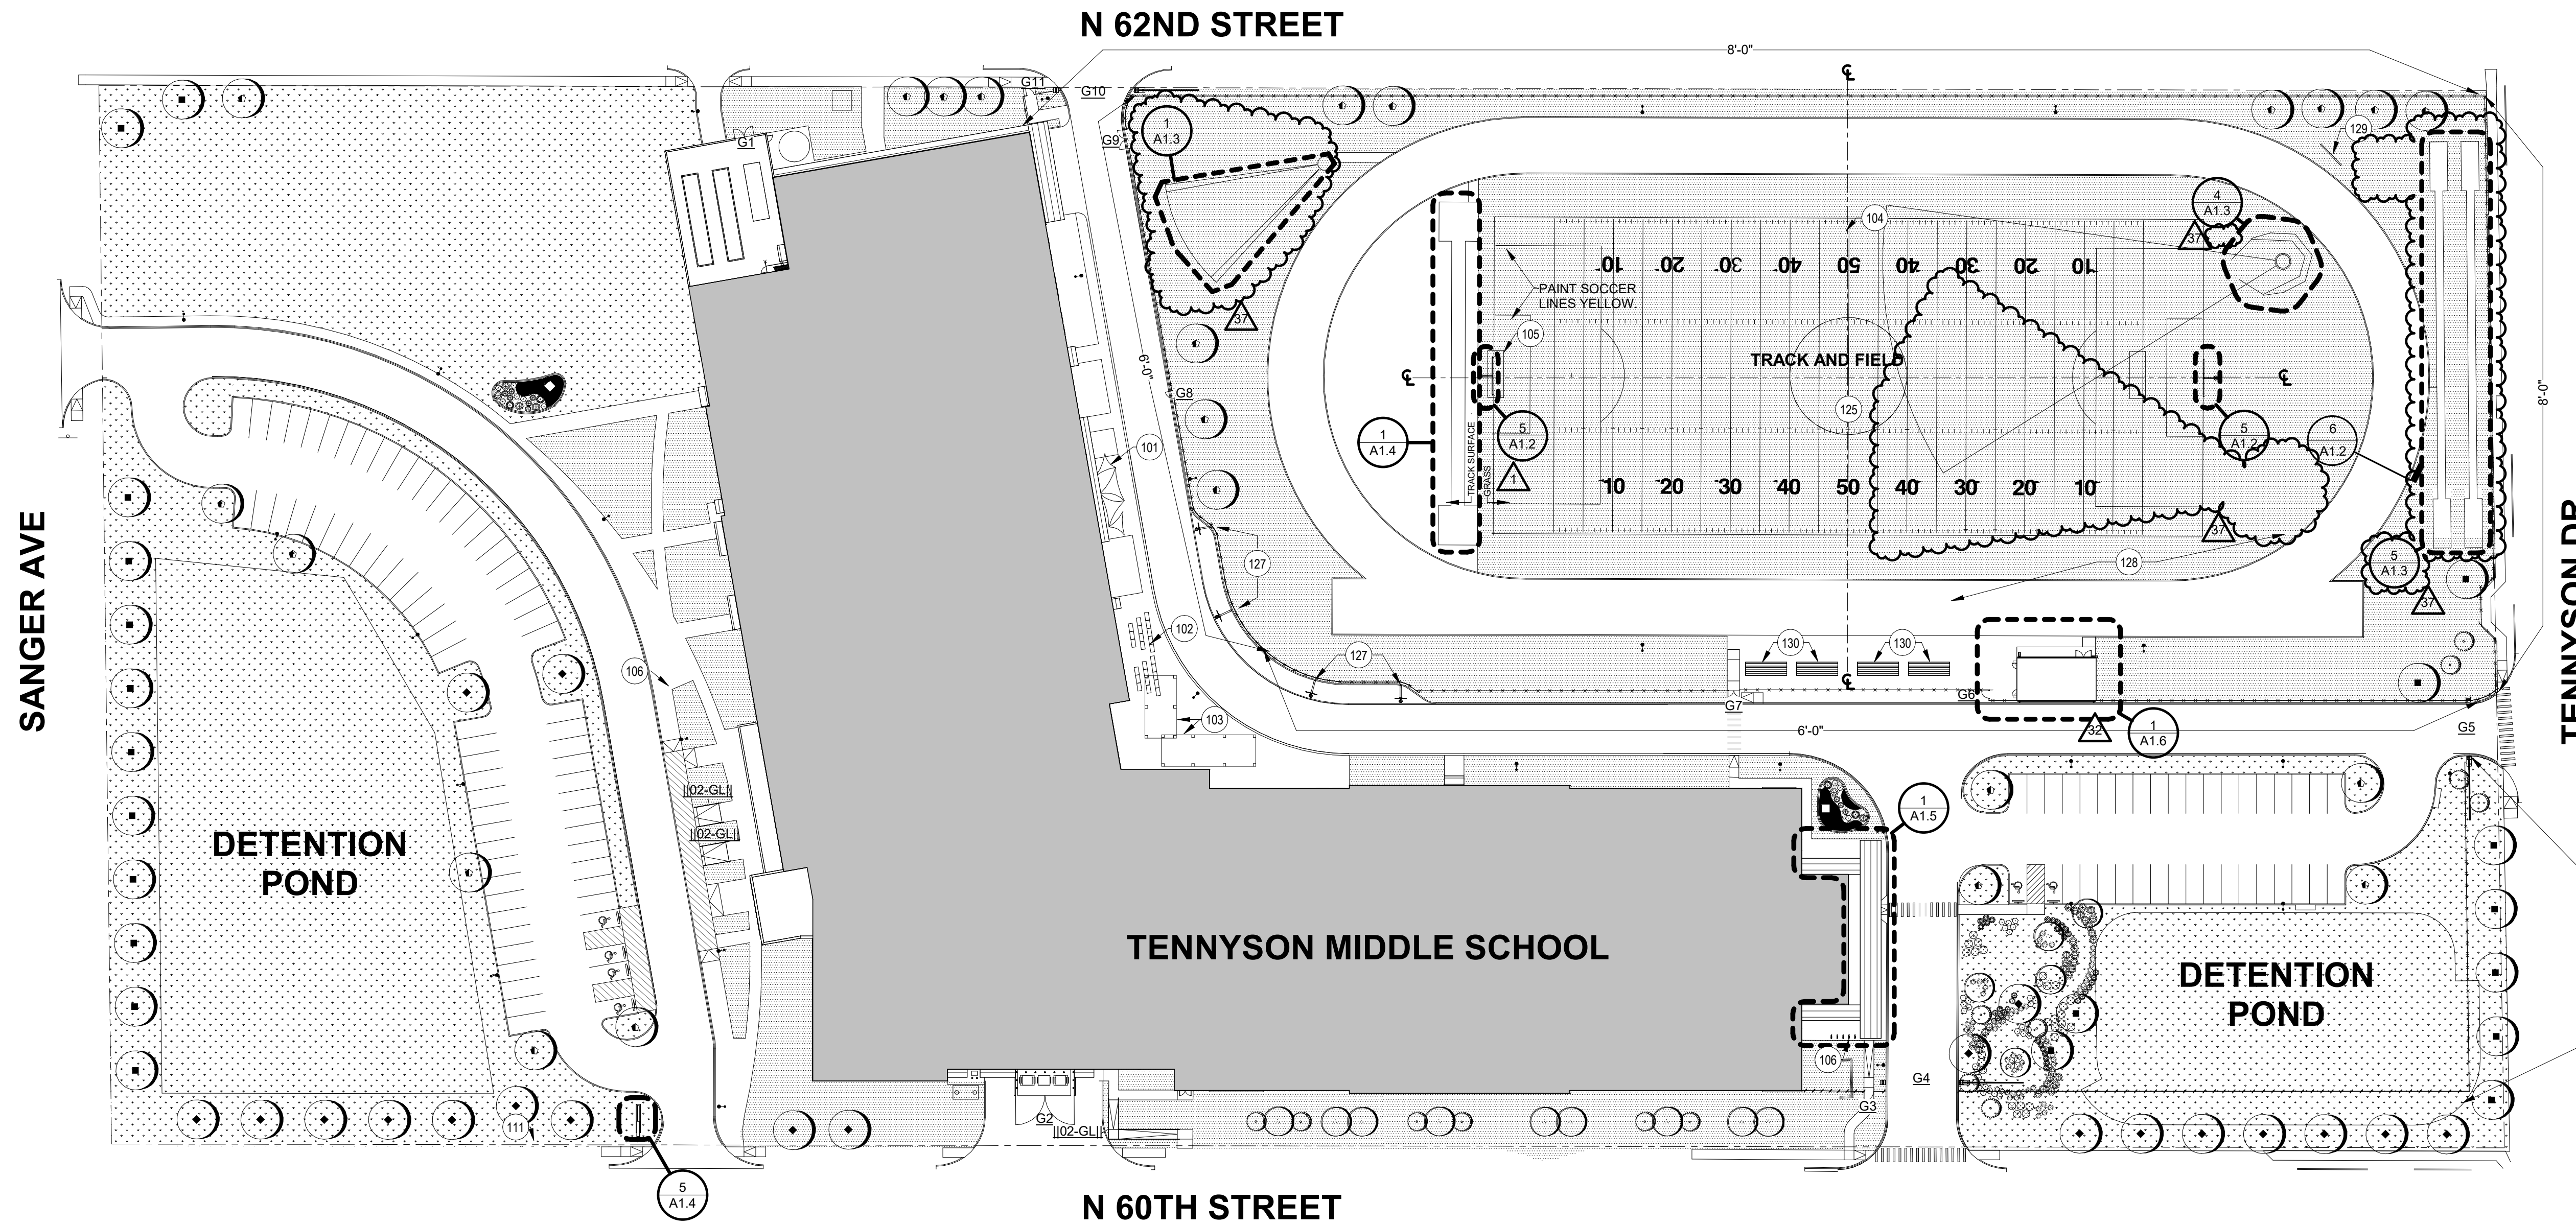 N 62ND STREET
8'-0"
℄
G11
G10
1
A1.3
G9
G1
129
4
A1.3
37
104
10 20 30 40 50 40 30 20 10
PAINT SOCCER
LINES YELLOW.
37
105
6'-0"
TRACK AND FIELD
℄
℄
8'-0"
G8
125
1
A1.4
5
A1.2
5
A1.2
6
A1.2
TRACK SURFACE
GRASS
1
101
10 20 30 40 50 40 30 20 10
37
SANGER AVE
TENNYSON DR
127
128
5
A1.3
37
102
106
127
130
130
℄
G6
G7
103
6'-0"
32
1
A1.6
G5
||02-GL||
1
A1.5
||02-GL||
DETENTION
POND
TENNYSON MIDDLE SCHOOL
DETENTION
POND
106
G4
G3
G2
111
||02-GL||
5
A1.4
N 60TH STREET